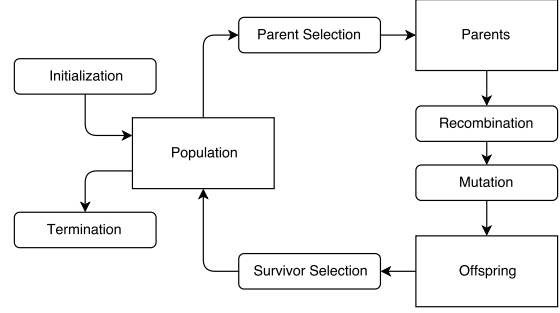 Parent Selection
Parents
Initialization
Recombination
Population
Mutation
Termination
Survivor Selection
Offspring